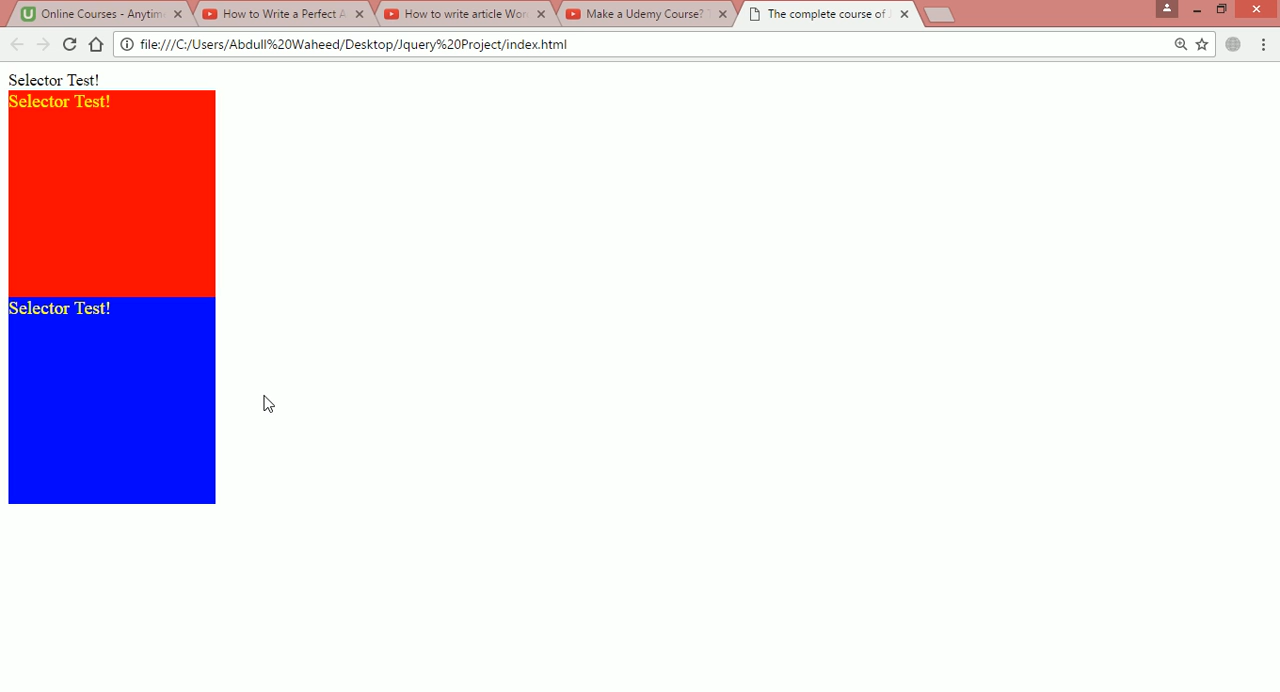 Online Courses - Anytim
How to Write a Perfect A
How to write article Wor
Make a Udemy Course?
The complete course of
file:///C:/Users/Abdull%20Waheed/Desktop/Jquery%20Project/index.html
Selector Test!
Selector Test!
Selector Test!